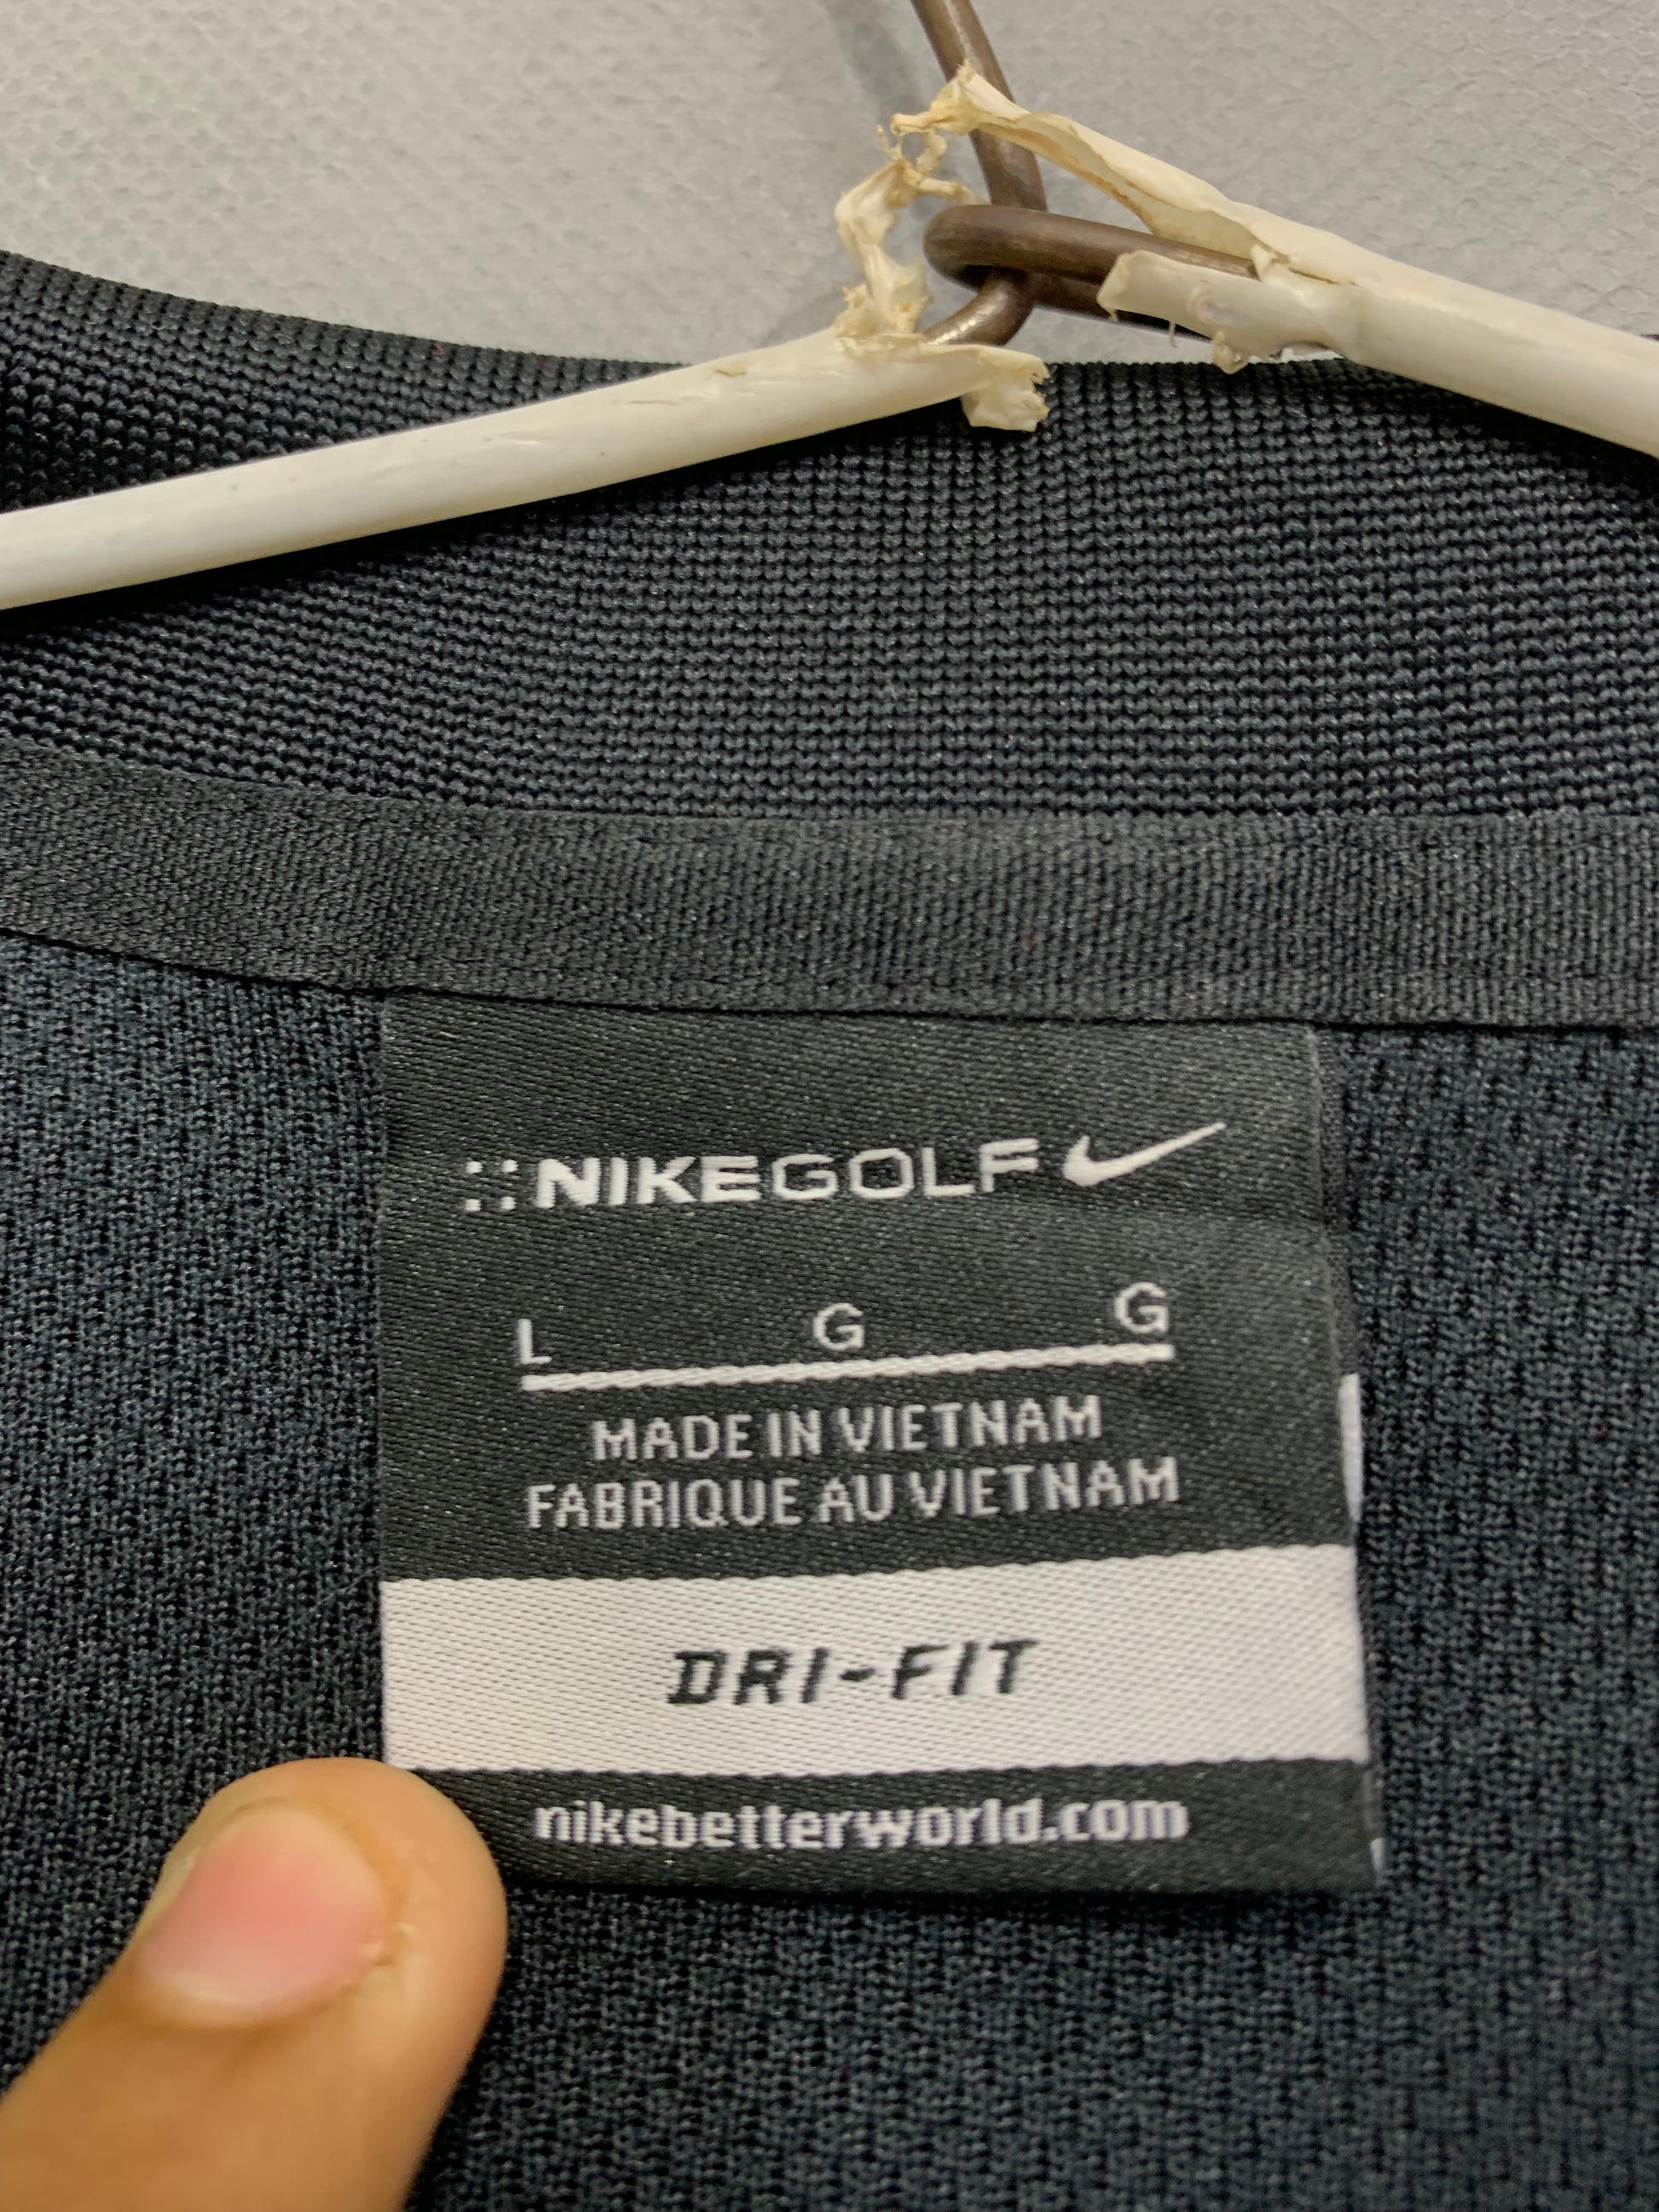 NIKEGOLF
L G G
MADE IN VIETNAM
FABRIQUE AU VIETNAM
DRI-FIT
nikebetterworld.com